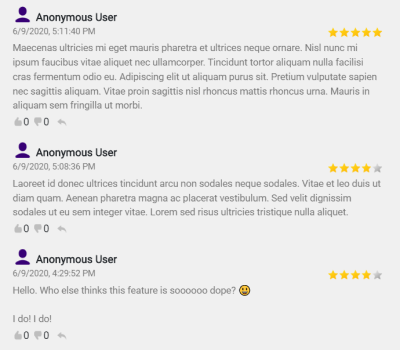 Anonymous User
6/9/2020, 5:11:40 PM
Maecenas ultricies mi eget mauris pharetra et ultrices neque ornare. Nisl nunc mi
ipsum faucibus vitae aliquet nec ullamcorper. Tincidunt tortor aliquam nulla facilisi
cras fermentum odio eu. Adipiscing elit ut aliquam purus sit. Pretium vulputate sapien
nec sagittis aliquam. Vitae proin sagittis nisl rhoncus mattis rhoncus urna. Mauris in
aliquam sem fringilla ut morbi.
0 0
Anonymous User
6/9/2020, 5:08:36 PM
Laoreet id donec ultrices tincidunt arcu non sodales neque sodales. Vitae et leo duis ut
diam quam. Aenean pharetra magna ac placerat vestibulum. Sed velit dignissim
sodales ut eu sem integer vitae. Lorem sed risus ultricies tristique nulla aliquet.
0 0
Anonymous User
6/9/2020, 4:29:52 PM
Hello. Who else thinks this feature is soooooo dope? 😀
I do! I do!
0 0